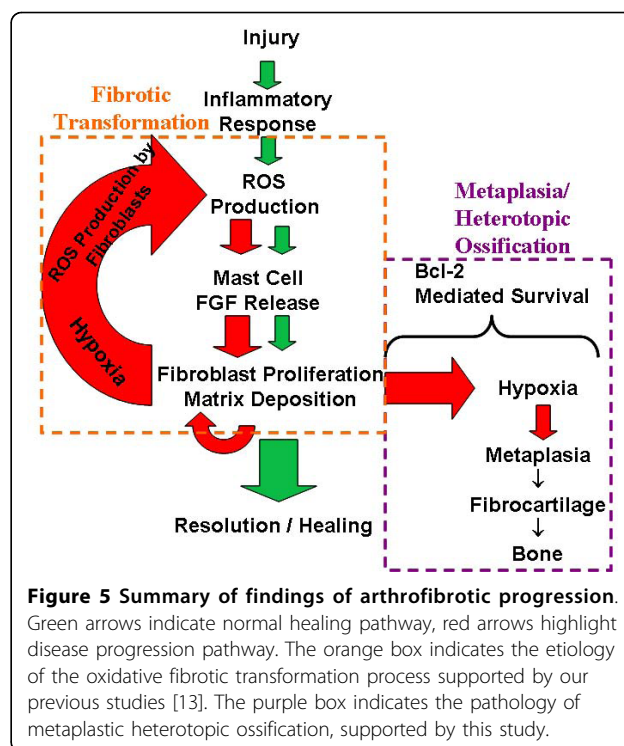 Injury
Fibrotic
Transformation
Inflammatory
Response
ROS
Production
ROS Production by
Fibroblasts
Hypoxia
Mast Cell
FGF Release
Fibroblast Proliferation
Matrix Deposition
Resolution / Healing
Metaplasia/
Heterotopic
Ossification
Bcl-2
Mediated Survival
Hypoxia
Metaplasia
Fibrocartilage
Bone
Figure 5 Summary of findings of arthrofibrotic progression.
Green arrows indicate normal healing pathway, red arrows highlight
disease progression pathway. The orange box indicates the etiology
of the oxidative fibrotic transformation process supported by our
previous studies [13]. The purple box indicates the pathology of
metaplastic heterotopic ossification, supported by this study.